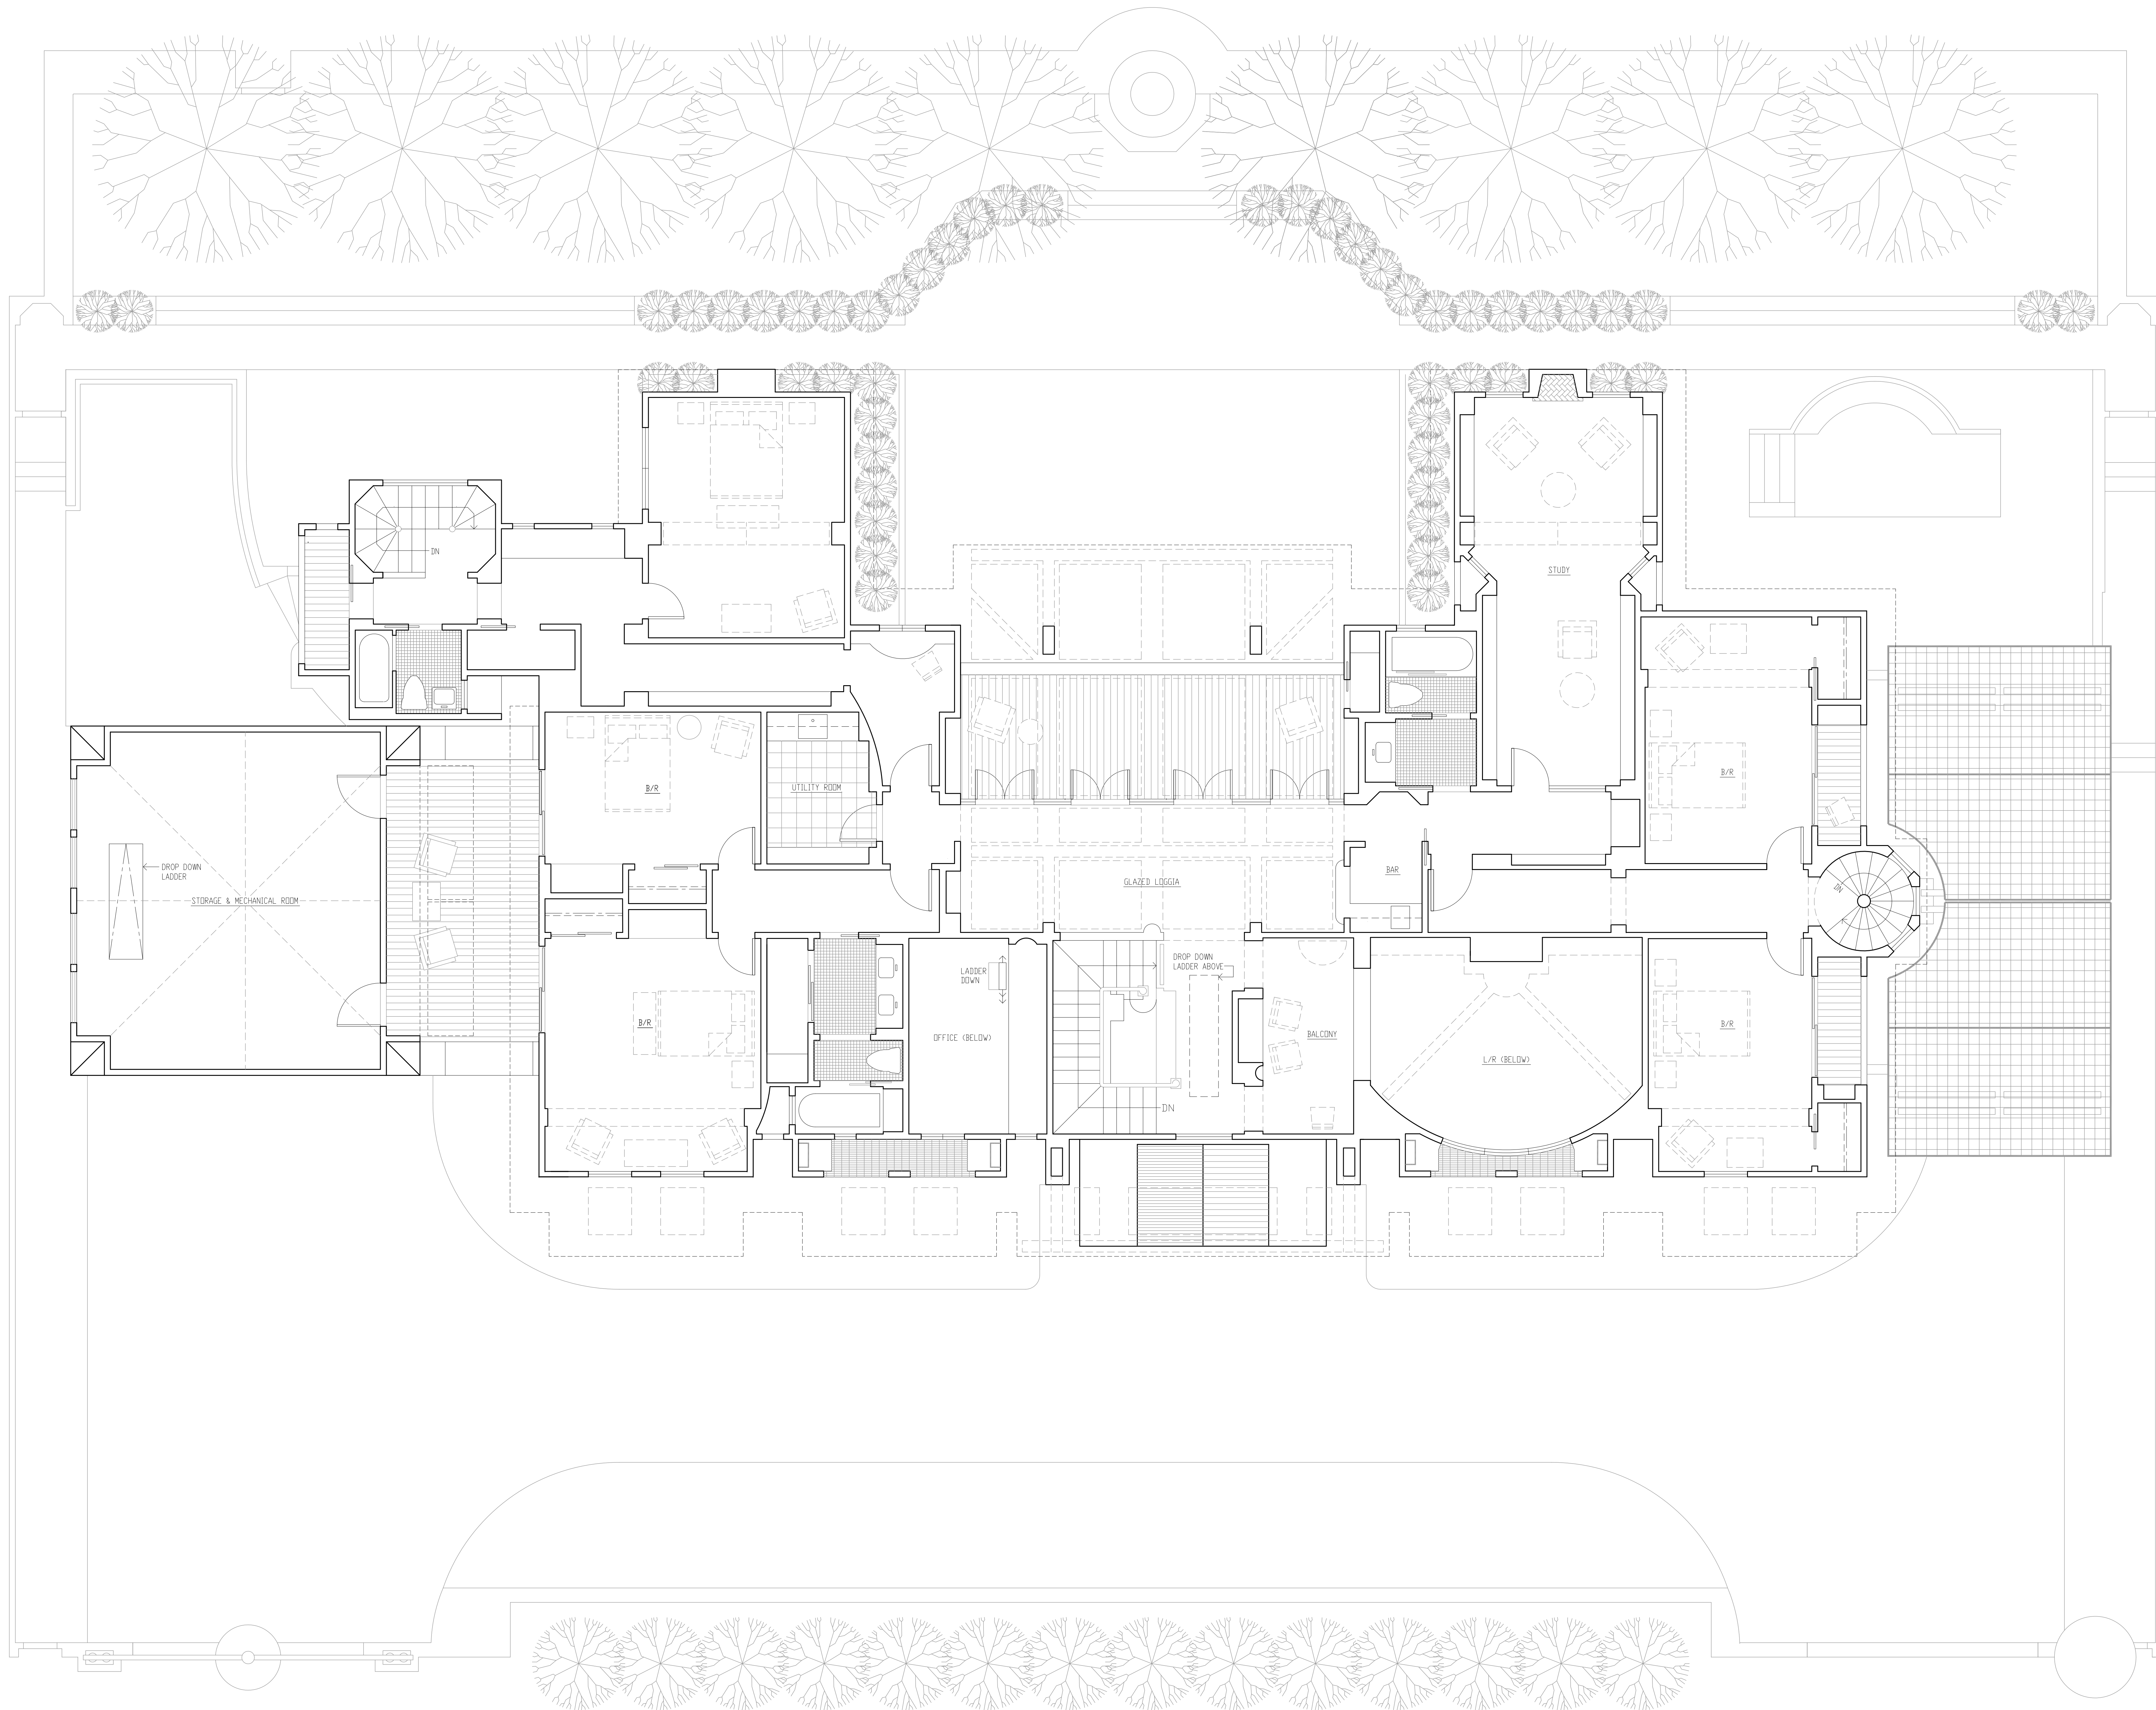 DN
STUDY
B/R
B/R
UTILITY ROOM
DROP DOWN
LADDER
STORAGE & MECHANICAL ROOM
GLAZED LOGGIA
BAR
DN
DROP DOWN
LADDER ABOVE
LADDER
DOWN
B/R
B/R
OFFICE (BELOW)
BALCONY
L/R (BELOW)
DN